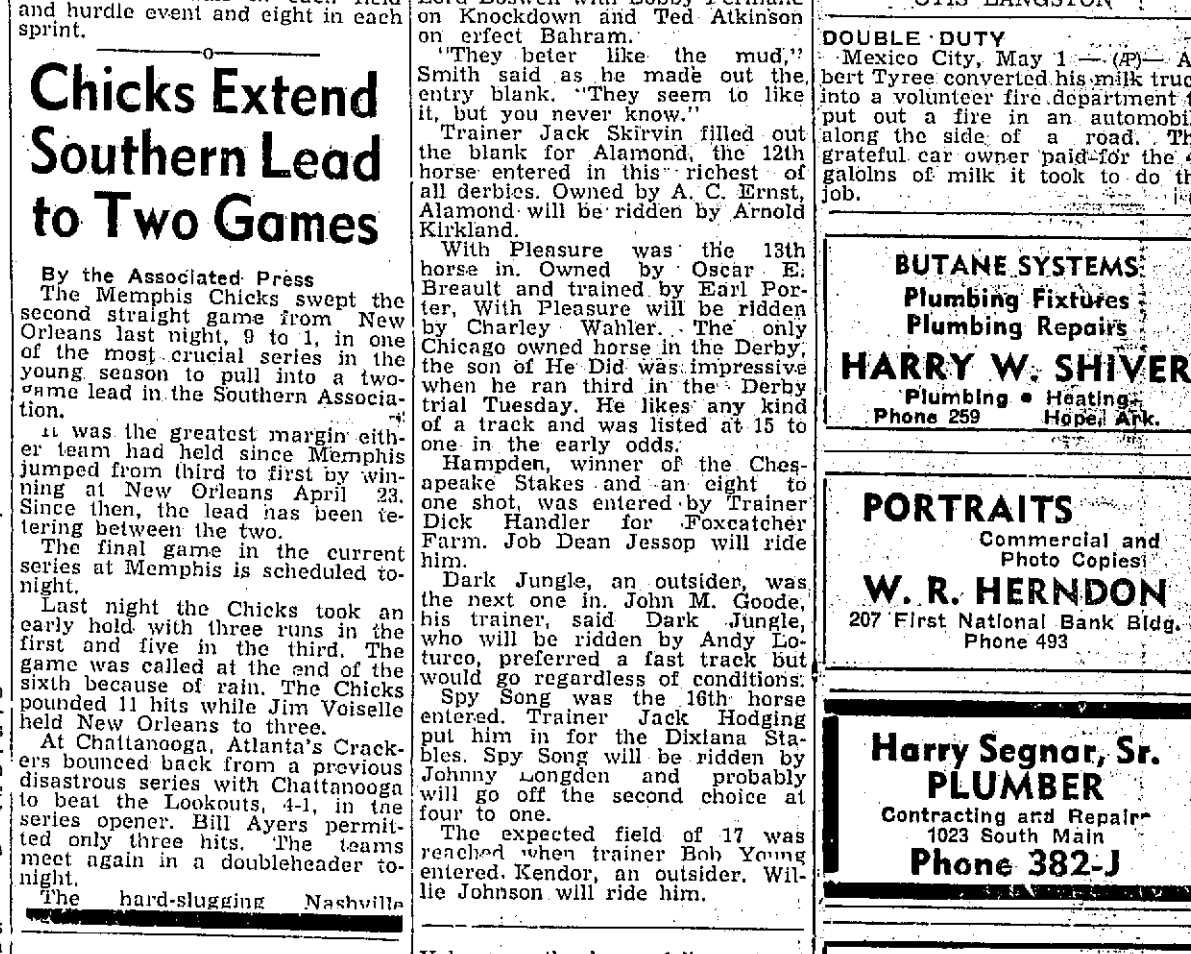 and hurdle event and eight in each
sprint.
Chicks Extend
Southern Lead
to Two Games
By the Associated Press
The Memphis Chicks swept the
second straight game from New
Orleans last night, 9 to 1, in one
of the most crucial series in the
young season to pull into a two-
game lead in the Southern Associa-
tion.
It was the greatest margin eith-
er team had held since Memphis
jumped from third to first by win-
ning at New Orleans April 23.
Since then, the lead has been te-
tering between the two.
The final game in the current
series at Memphis is scheduled to-
night.
Last night the Chicks took an
early hold with three runs in the
first and five in the third. The
game was called at the end of the
sixth because of rain. The Chicks
pounded 11 hits while Jim Voiselle
held New Orleans to three.
At Chattanooga, Atlanta's Crack-
ers bounced back from a previous
disastrous series with Chattanooga
to beat the Lookouts, 4-1, in the
series opener. Bill Ayers permit-
ted only three hits. The teams
meet again in a doubleheader to-
night.
The hard-slugging Nashville
on Knockdown and Ted Atkinson
on erfect Bahram.
"They beter like the mud,"
Smith said as he made out the
entry blank. "They seem to like
it, but you never know."
Trainer Jack Skirvin filled out
the blank for Alamond, the 12th
horse entered in this richest of
all derbies. Owned by A. C. Ernst,
Alamond will be ridden by Arnold
Kirkland.
With Pleasure was the 13th
horse in. Owned by Oscar E.
Breault and trained by Earl Por-
ter, With Pleasure will be ridden
by Charley Wahler. The only
Chicago owned horse in the Derby,
the son of He Did was impressive
when he ran third in the Derby
trial Tuesday. He likes any kind
of a track and was listed at 15 to
one in the early odds.
Hampden, winner of the Ches-
apeake Stakes and an eight to
one shot, was entered by Trainer
Dick Handler for Foxcatcher
Farm. Job Dean Jessop will ride
him.
Dark Jungle, an outsider, was
the next one in. John M. Goode,
his trainer, said Dark Jungle,
who will be ridden by Andy Lo-
turco, preferred a fast track but
would go regardless of conditions.
Spy Song was the 16th horse
entered. Trainer Jack Hodging
put him in for the Dixiana Sta-
bles. Spy Song will be ridden by
Johnny Longden and probably
will go off the second choice at
four to one.
The expected field of 17 was
reached when trainer Bob Young
entered Kendor, an outsider. Wil-
lie Johnson will ride him.
DOUBLE DUTY
Mexico City, May 1 — (AP) — A
bert Tyree converted his milk truc
into a volunteer fire department
put out a fire in an automobi
along the side of a road. Th
grateful car owner paid for the
galolns of milk it took to do th
job.
BUTANE SYSTEMS
Plumbing Fixtures
Plumbing Repairs
HARRY W. SHIVER
Plumbing • Heating
Phone 259 Hope, Ark.
PORTRAITS
Commercial and
Photo Copies
W. R. HERNDON
207 First National Bank Bldg.
Phone 493
Harry Segnar, Sr.
PLUMBER
Contracting and Repair
1023 South Main
Phone 382-J